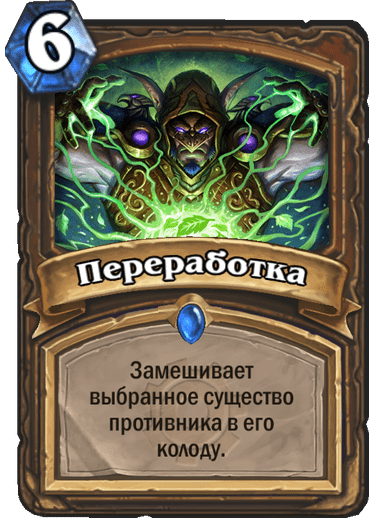 6
Переработка
Замешивает
выбранное существо
противника в его
колоду.